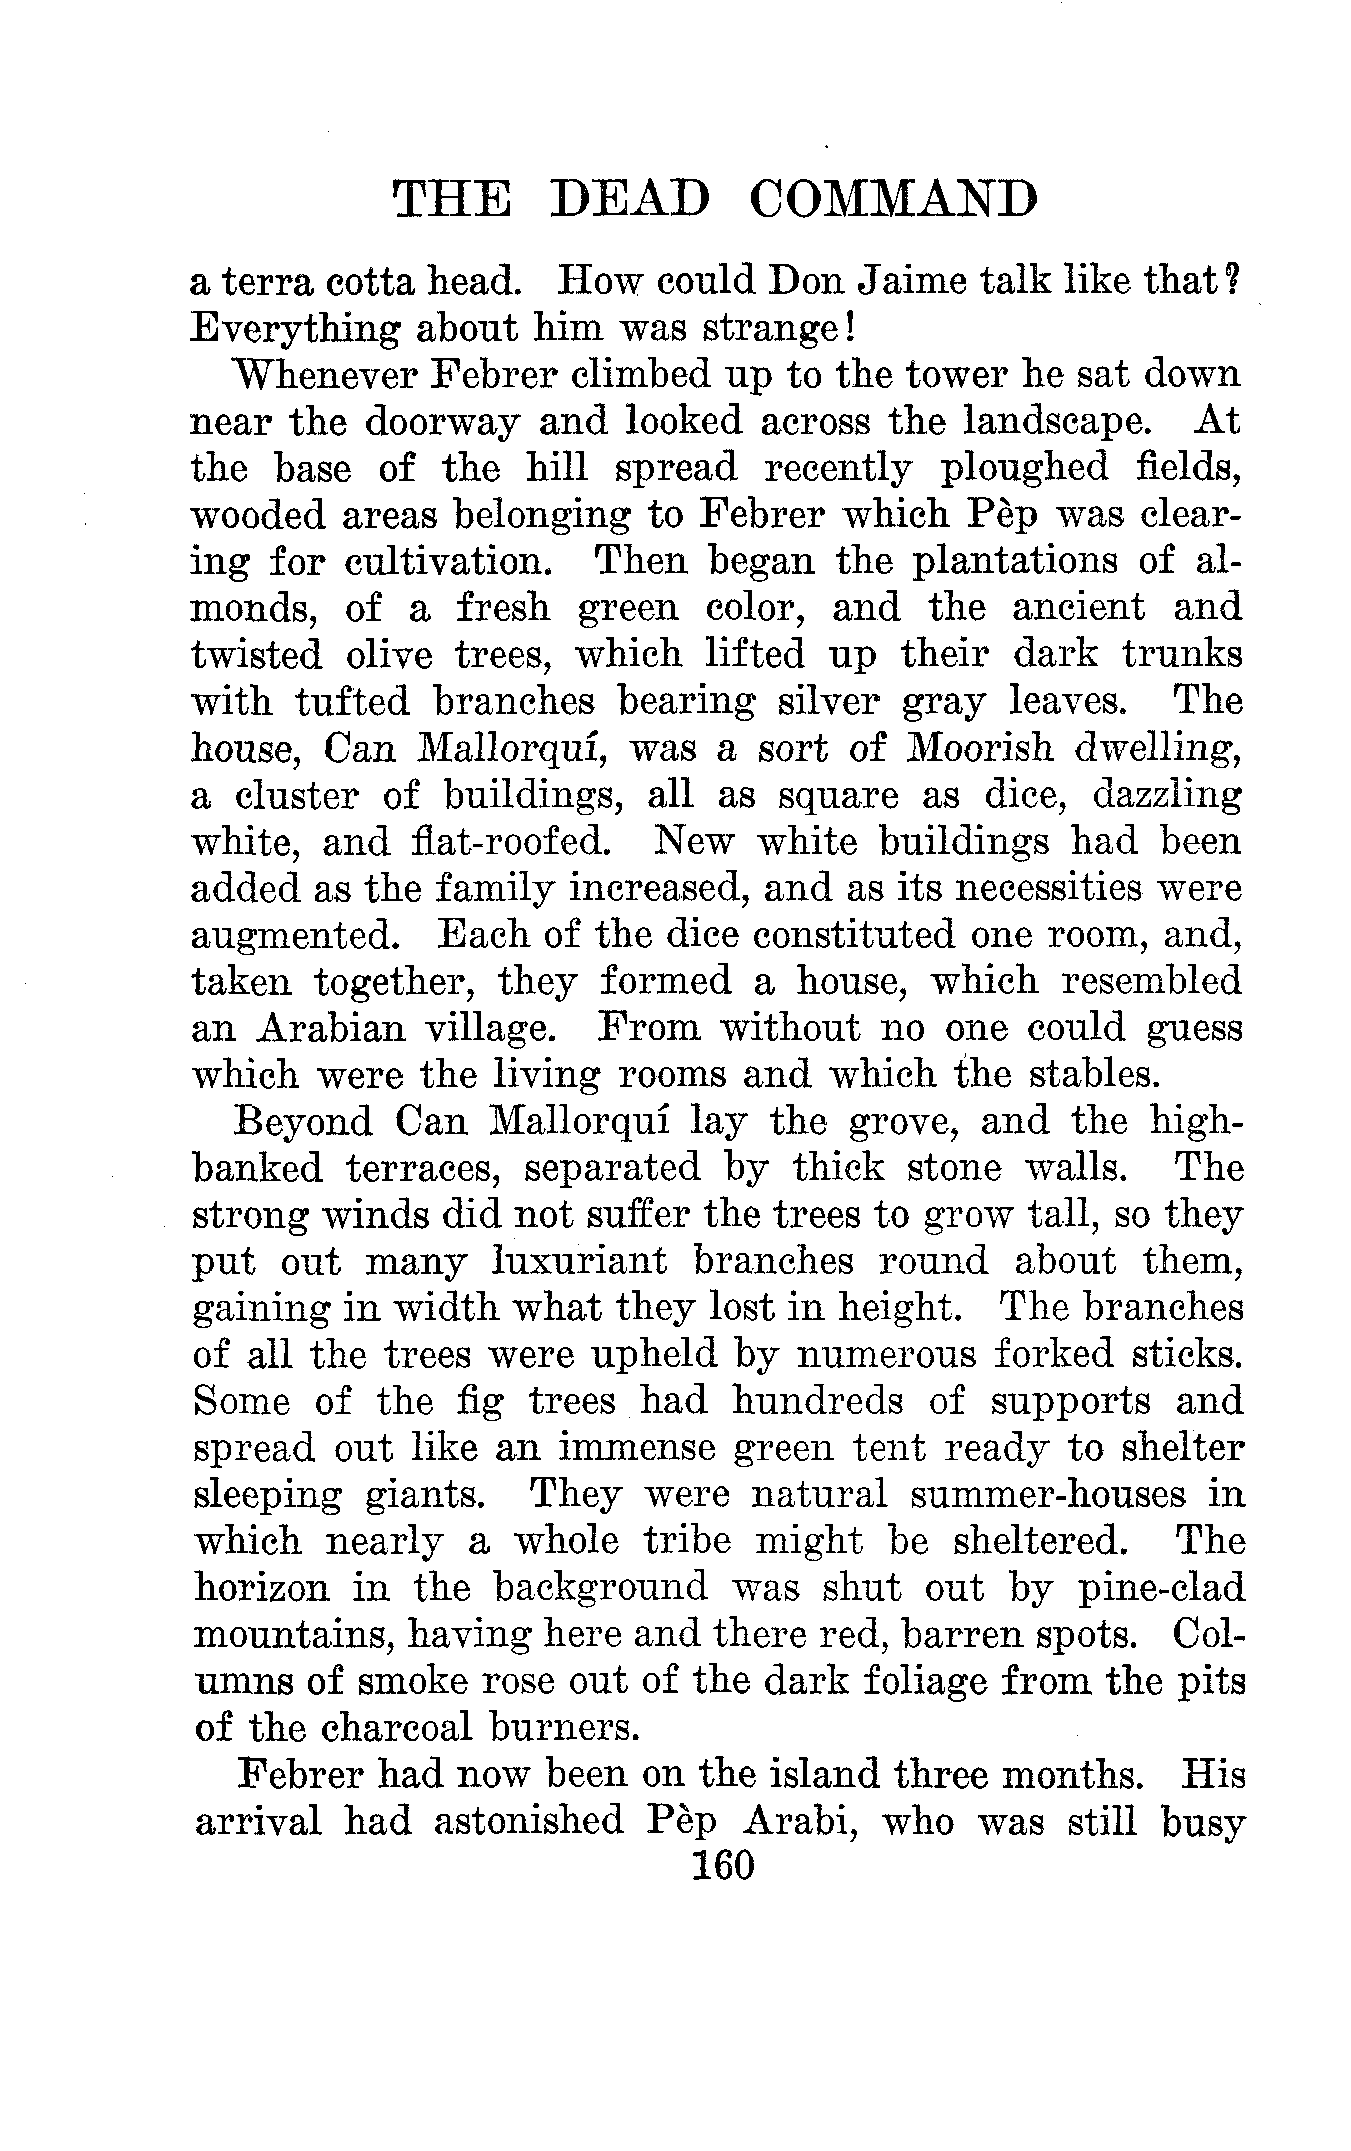 THE DEAD COMMAND
a terra cotta head. How could Don Jaime talk like that?
Everything about him was strange!
Whenever Febrer climbed up to the tower he sat down
near the doorway and looked across the landscape. At
the base of the hill spread recently ploughed fields,
wooded areas belonging to Febrer which Pèp was clear-
ing for cultivation. Then began the plantations of al-
monds, of a fresh green color, and the ancient and
twisted olive trees, which lifted up their dark trunks
with tufted branches bearing silver gray leaves. The
house, Can Mallorquí, was a sort of Moorish dwelling,
a cluster of buildings, all as square as dice, dazzling
white, and flat-roofed. New white buildings had been
added as the family increased, and as its necessities were
augmented. Each of the dice constituted one room, and,
taken together, they formed a house, which resembled
an Arabian village. From without no one could guess
which were the living rooms and which the stables.
Beyond Can Mallorquí lay the grove, and the high-
banked terraces, separated by thick stone walls. The
strong winds did not suffer the trees to grow tall, so they
put out many luxuriant branches round about them,
gaining in width what they lost in height. The branches
of all the trees were upheld by numerous forked sticks.
Some of the fig trees had hundreds of supports and
spread out like an immense green tent ready to shelter
sleeping giants. They were natural summer-houses in
which nearly a whole tribe might be sheltered. The
horizon in the background was shut out by pine-clad
mountains, having here and there red, barren spots. Col-
umns of smoke rose out of the dark foliage from the pits
of the charcoal burners.
Febrer had now been on the island three months. His
arrival had astonished Pèp Arabi, who was still busy
160